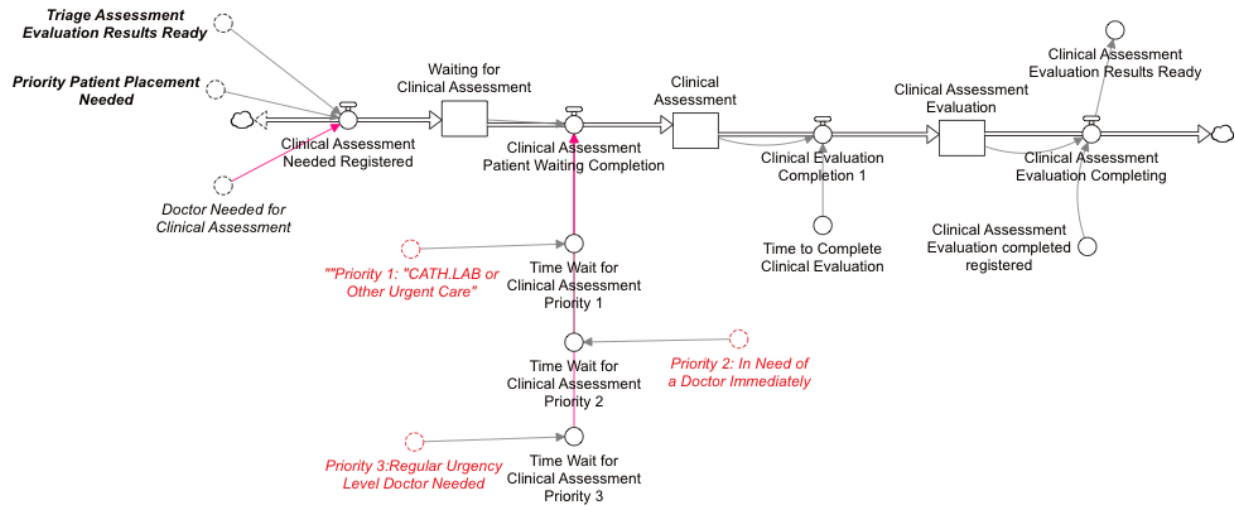 Triage Assessment
Evaluation Results Ready
Priority Patient Placement
Needed
Waiting for
Clinical Assessment
Clinical
Assessment
Clinical Assessment
Evaluation
Clinical Assessment
Evaluation Results Ready
Clinical Assessment
Needed Registered
Clinical Assessment
Patient Waiting Completion
Clinical Evaluation
Completion 1
Clinical Assessment
Evaluation Completing
Doctor Needed for
Clinical Assessment
""Priority 1: "CATH.LAB or
Other Urgent Care"
Time Wait for
Clinical Assessment
Priority 1
Time to Complete
Clinical Evaluation
Clinical Assessment
Evaluation completed
registered
Time Wait for
Clinical Assessment
Priority 2
Priority 2: In Need of
a Doctor Immediately
Priority 3:Regular Urgency
Level Doctor Needed
Time Wait for
Clinical Assessment
Priority 3